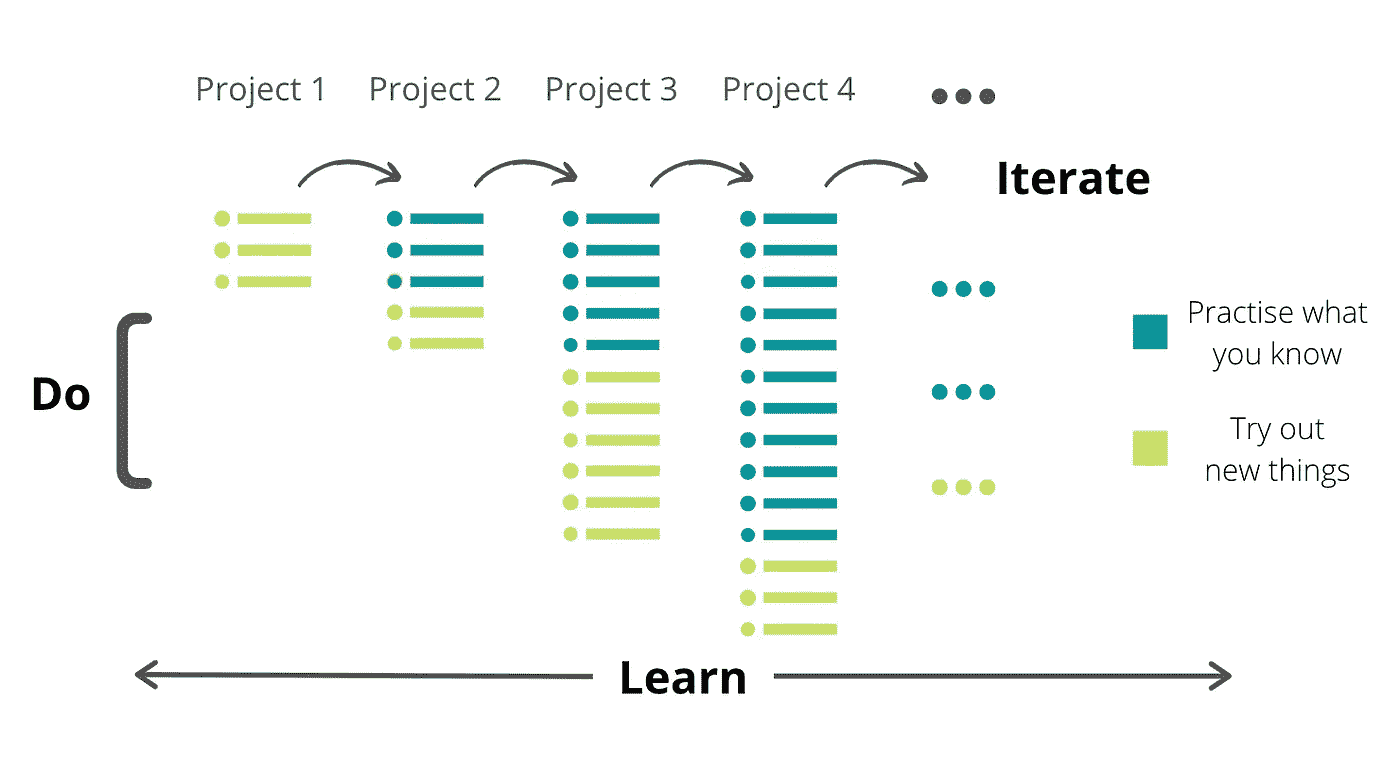 Project 1 Project 2 Project 3 Project 4
Iterate
Practise what
you know
Do
Try out
new things
Learn